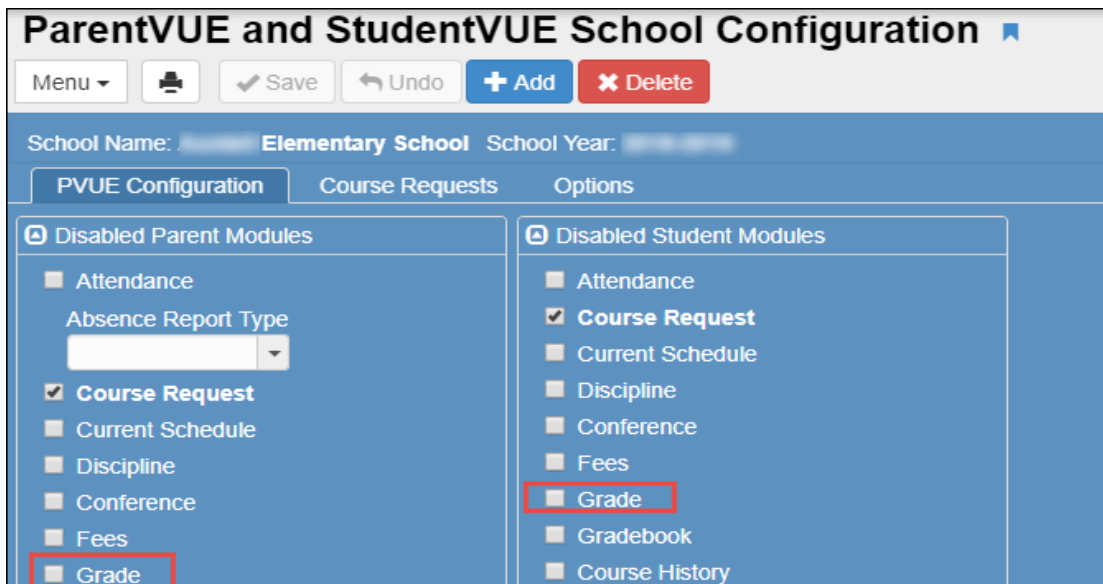 ParentVUE and StudentVUE School Configuration
Menu Save Undo Add Delete
School Name: Elementary School School Year:
PVUE Configuration Course Requests Options
Disabled Parent Modules
Attendance
Absence Report Type
Course Request
Current Schedule
Discipline
Conference
Fees
Grade
Disabled Student Modules
Attendance
Course Request
Current Schedule
Discipline
Conference
Fees
Grade
Gradebook
Course History